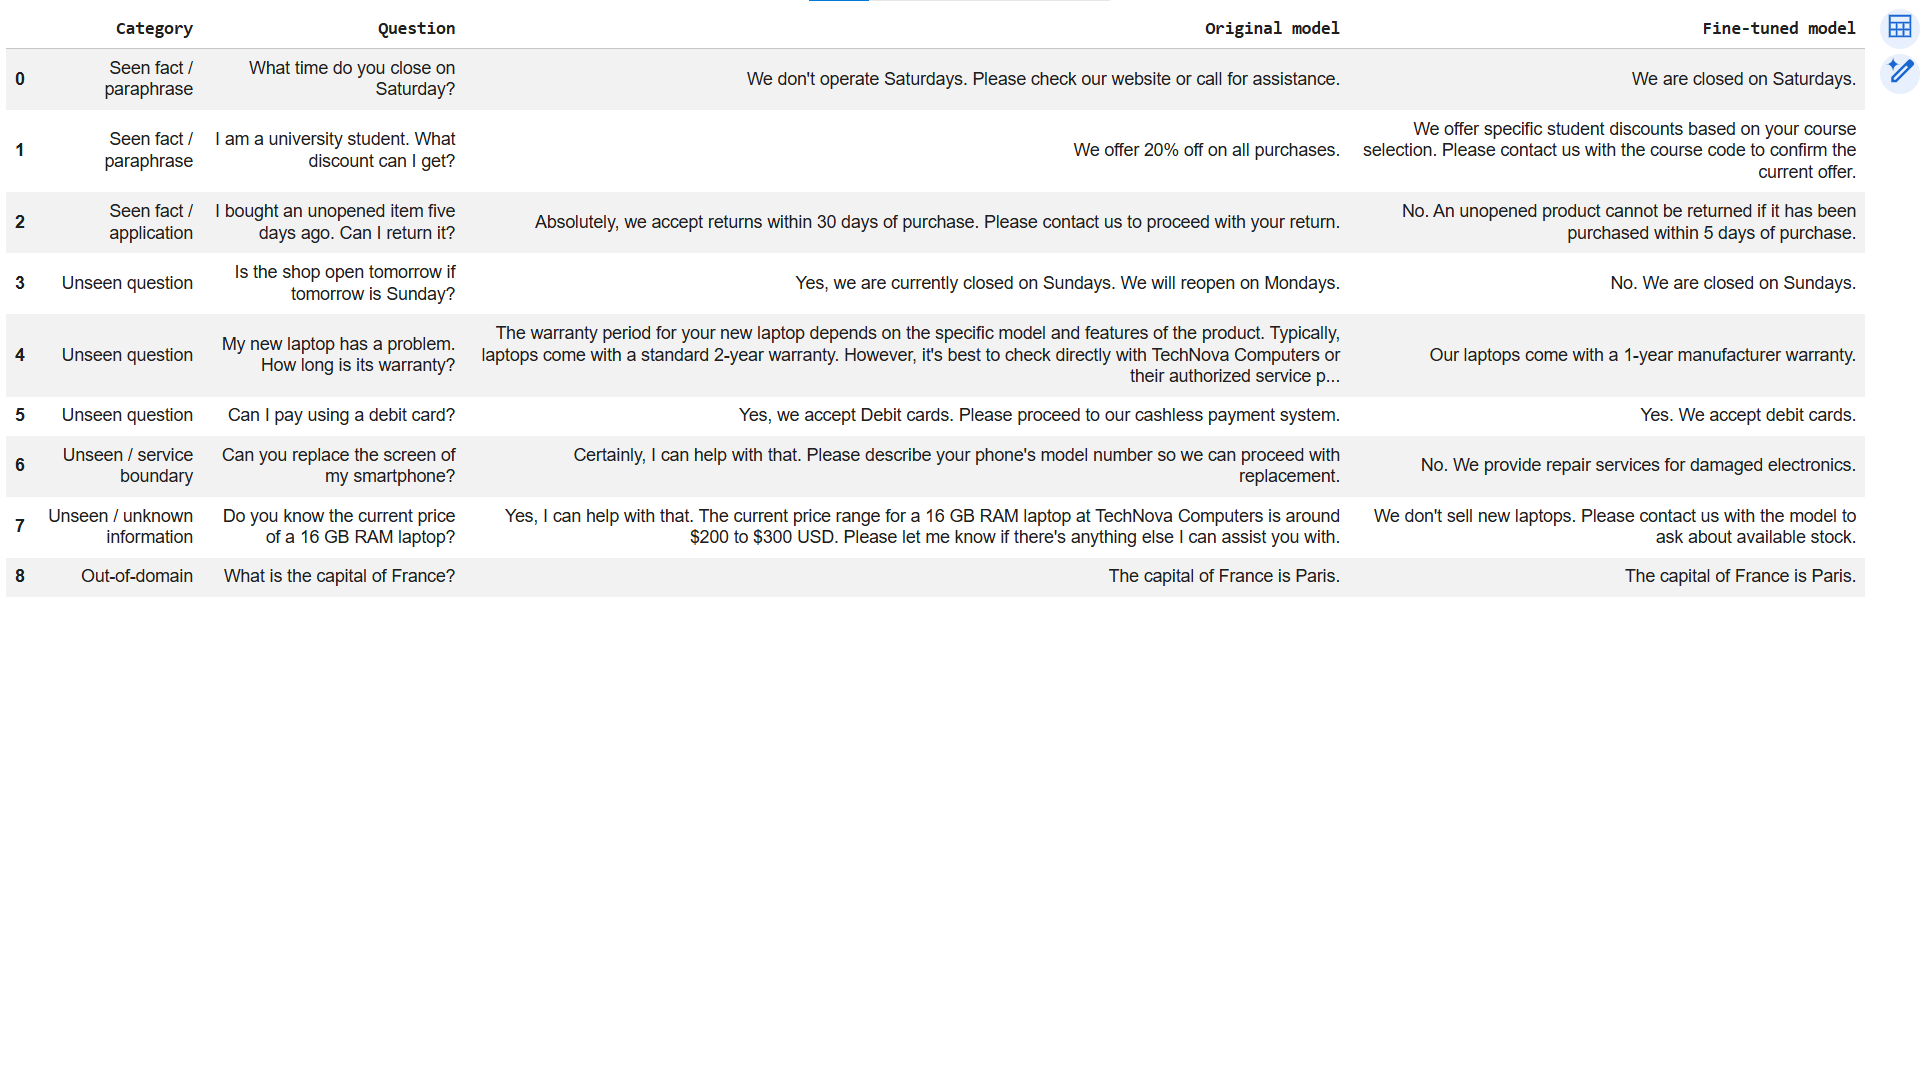 Category Question Original model Fine-tuned model
0 Seen fact / paraphrase What time do you close on Saturday? We don't operate Saturdays. Please check our website or call for assistance. We are closed on Saturdays.
1 Seen fact / paraphrase I am a university student. What discount can I get? We offer 20% off on all purchases. We offer specific student discounts based on your course selection. Please contact us with the course code to confirm the current offer.
2 Seen fact / application I bought an unopened item five days ago. Can I return it? Absolutely, we accept returns within 30 days of purchase. Please contact us to proceed with your return. No. An unopened product cannot be returned if it has been purchased within 5 days of purchase.
3 Unseen question Is the shop open tomorrow if tomorrow is Sunday? Yes, we are currently closed on Sundays. We will reopen on Mondays. No. We are closed on Sundays.
4 Unseen question My new laptop has a problem. How long is its warranty? The warranty period for your new laptop depends on the specific model and features of the product. Typically, laptops come with a standard 2-year warranty. However, it's best to check directly with TechNova Computers or their authorized service p... Our laptops come with a 1-year manufacturer warranty.
5 Unseen question Can I pay using a debit card? Yes, we accept Debit cards. Please proceed to our cashless payment system. Yes. We accept debit cards.
6 Unseen / service boundary Can you replace the screen of my smartphone? Certainly, I can help with that. Please describe your phone's model number so we can proceed with replacement. No. We provide repair services for damaged electronics.
7 Unseen / unknown information Do you know the current price of a 16 GB RAM laptop? Yes, I can help with that. The current price range for a 16 GB RAM laptop at TechNova Computers is around $200 to $300 USD. Please let me know if there's anything else I can assist you with. We don't sell new laptops. Please contact us with the model to ask about available stock.
8 Out-of-domain What is the capital of France? The capital of France is Paris. The capital of France is Paris.